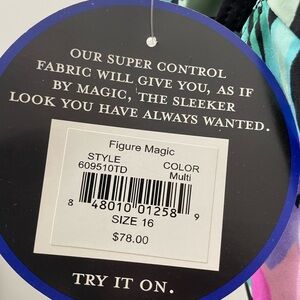 OUR SUPER CONTROL
FABRIC WILL GIVE YOU, AS IF
BY MAGIC, THE SLEEKER
LOOK YOU HAVE ALWAYS WANTED.
Figure Magic
STYLE COLOR
609510TD Multi
8 48010 01258 9
SIZE 16
$78.00
TRY IT ON.